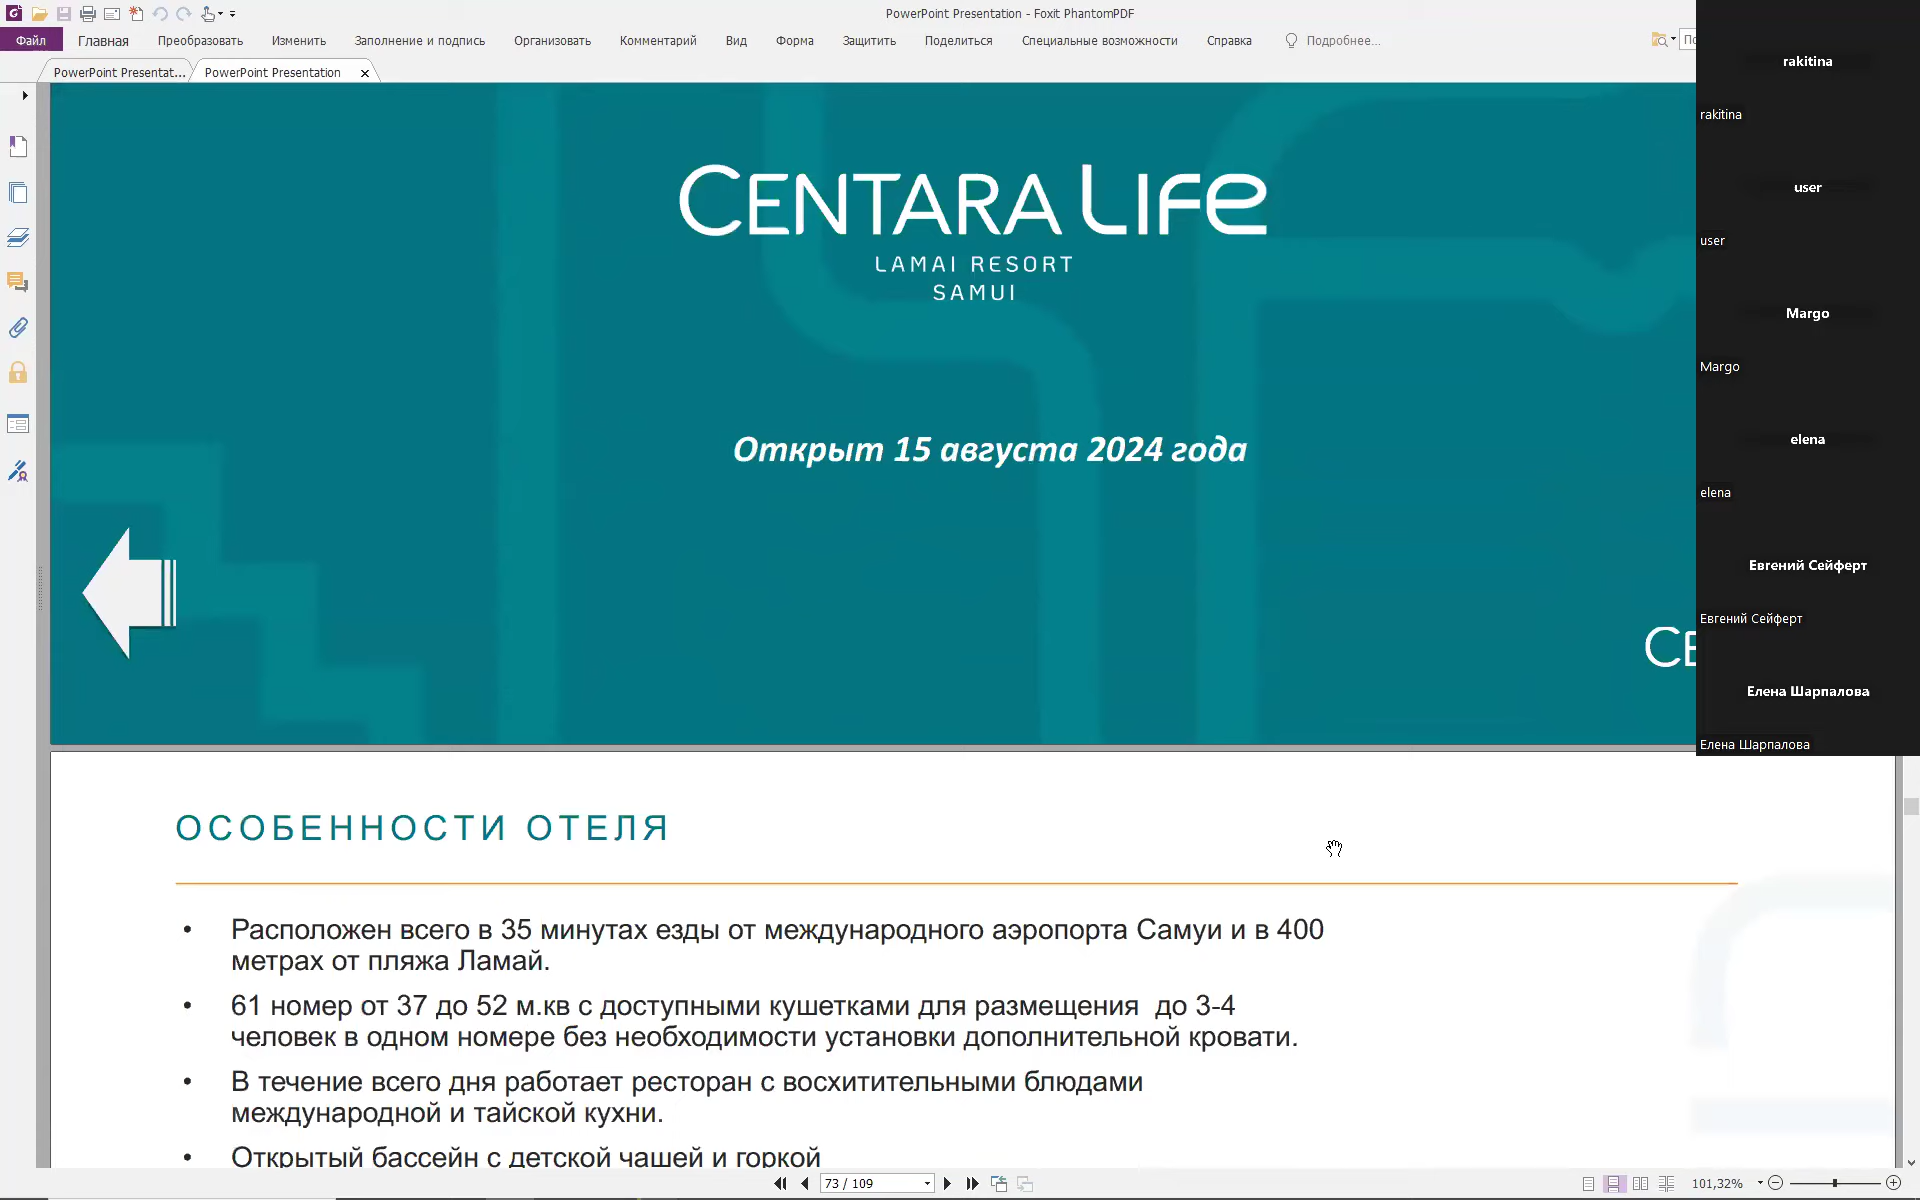 PowerPoint Presentation - Foxit PhantomPDF
Файл Главная Преобразовать Изменить Заполнение и подпись Организовать Комментарий Вид Форма Защитить Поделиться Специальные возможности Справка Подробнее...
PowerPoint Presentat... PowerPoint Presentation
CENTARA LIFE
LAMAI RESORT
SAMUI
Открыт 15 августа 2024 года
CE
ОСОБЕННОСТИ ОТЕЛЯ
• Расположен всего в 35 минутах езды от международного аэропорта Самуи и в 400
метрах от пляжа Ламай.
• 61 номер от 37 до 52 м.кв с доступными кушетками для размещения до 3-4
человек в одном номере без необходимости установки дополнительной кровати.
• В течение всего дня работает ресторан с восхитительными блюдами
международной и тайской кухни.
• Открытый бассейн с детской чашей и горкой
rakitina
rakitina
user
user
Margo
Margo
elena
elena
Евгений Сейферт
Евгений Сейферт
Елена Шарпалова
Елена Шарпалова
73 / 109
101,32%